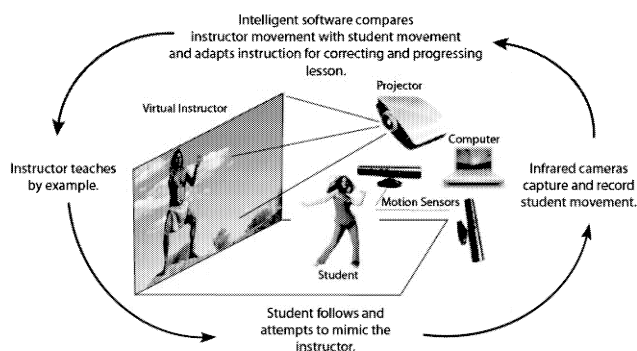 Intelligent software compares
instructor movement with student movement
and adapts instruction for correcting and progressing
lesson.
Projector
Virtual Instructor
Computer
Instructor teaches
by example.
Infrared cameras
capture and record
student movement.
Motion Sensors
Student
Student follows and
attempts to mimic the
instructor.